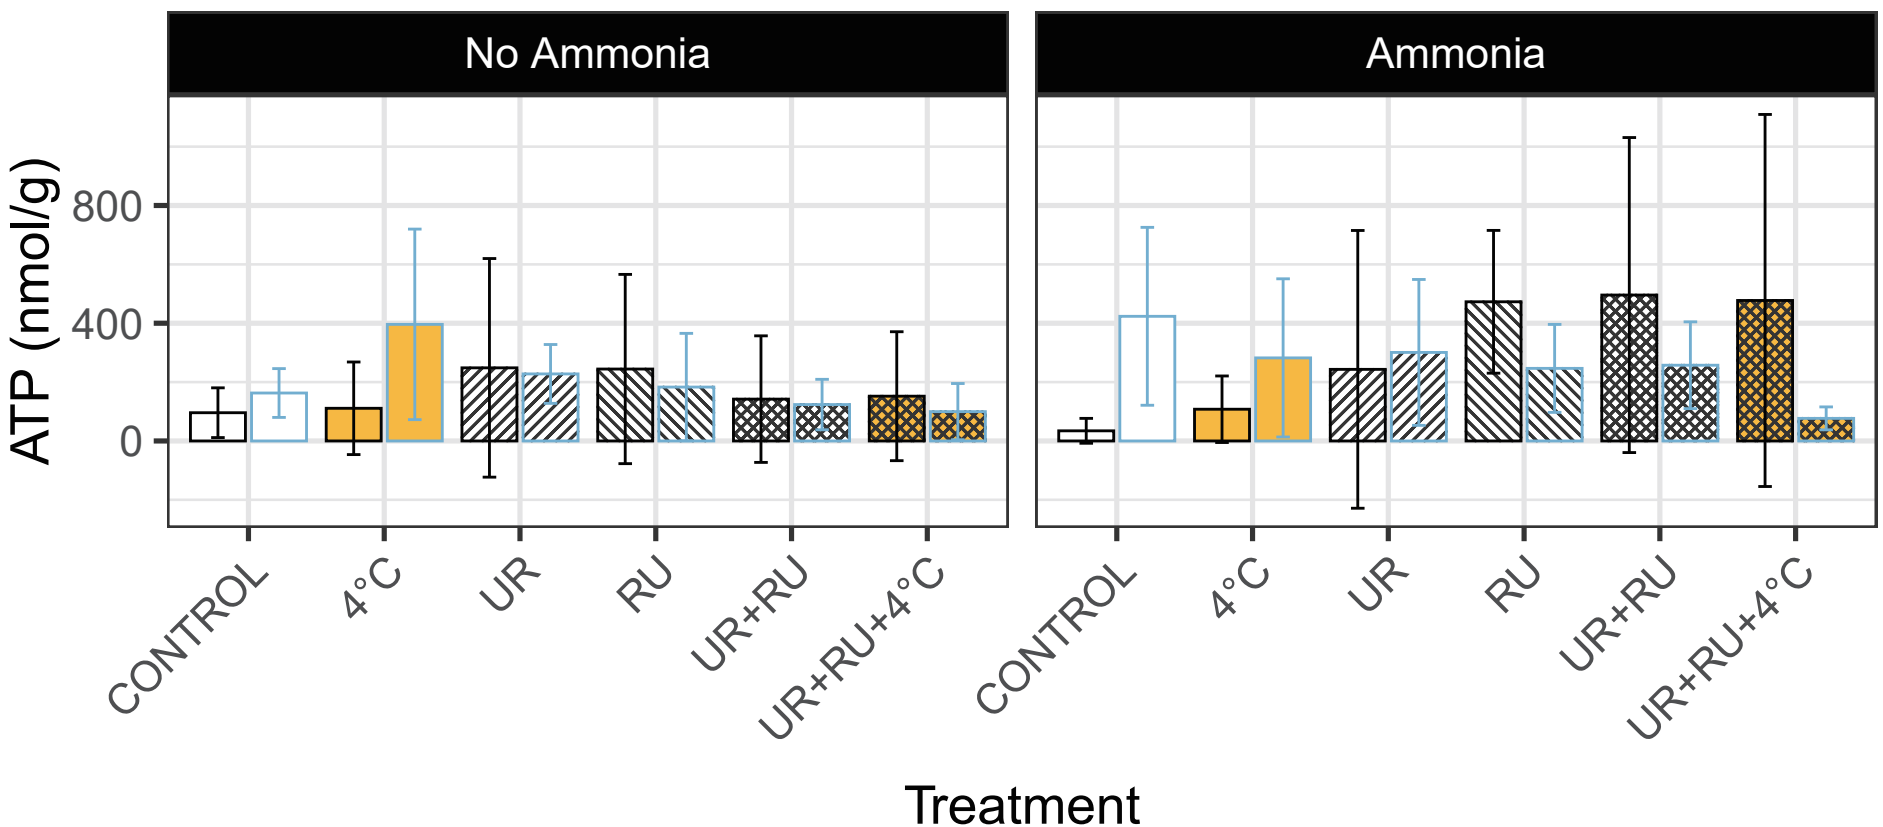 No Ammonia
Ammonia
ATP (nmol/g)
800
400
0
CONTROL
4°C
UR
RU
UR+RU
UR+RU+4°C
CONTROL
4°C
UR
RU
UR+RU
UR+RU+4°C
Treatment